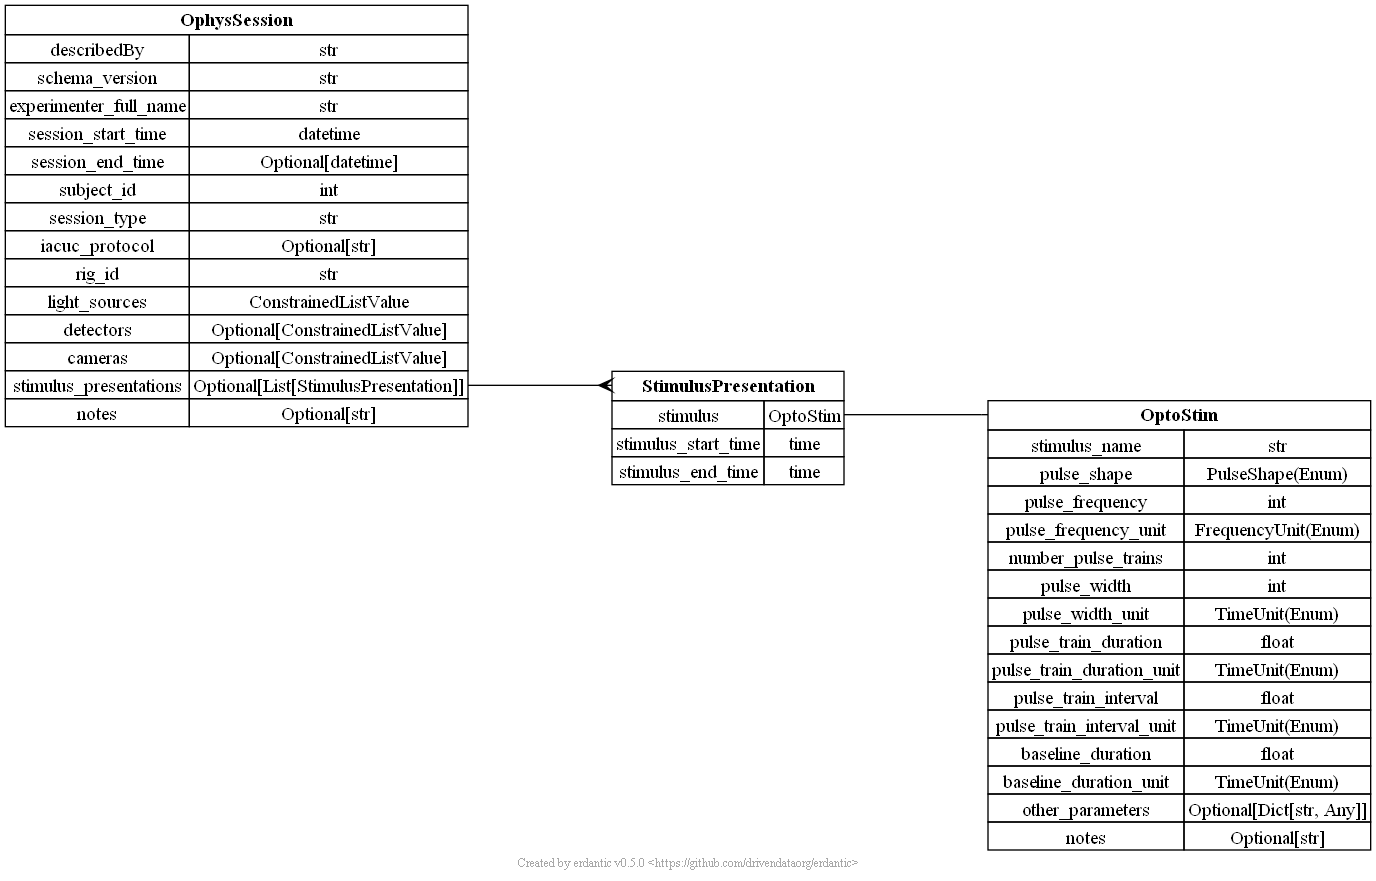 OphysSession
describedBy str
schema_version str
experimenter_full_name str
session_start_time datetime
session_end_time Optional[datetime]
subject_id int
session_type str
iacuc_protocol Optional[str]
rig_id str
light_sources ConstrainedListValue
detectors Optional[ConstrainedListValue]
cameras Optional[ConstrainedListValue]
stimulus_presentations Optional[List[StimulusPresentation]]
notes Optional[str]
StimulusPresentation
stimulus OptoStim
stimulus_start_time time
stimulus_end_time time
OptoStim
stimulus_name str
pulse_shape PulseShape(Enum)
pulse_frequency int
pulse_frequency_unit FrequencyUnit(Enum)
number_pulse_trains int
pulse_width int
pulse_width_unit TimeUnit(Enum)
pulse_train_duration float
pulse_train_duration_unit TimeUnit(Enum)
pulse_train_interval float
pulse_train_interval_unit TimeUnit(Enum)
baseline_duration float
baseline_duration_unit TimeUnit(Enum)
other_parameters Optional[Dict[str, Any]]
notes Optional[str]
Created by erdantic v0.5.0 <https://github.com/drivendataorg/erdantic>